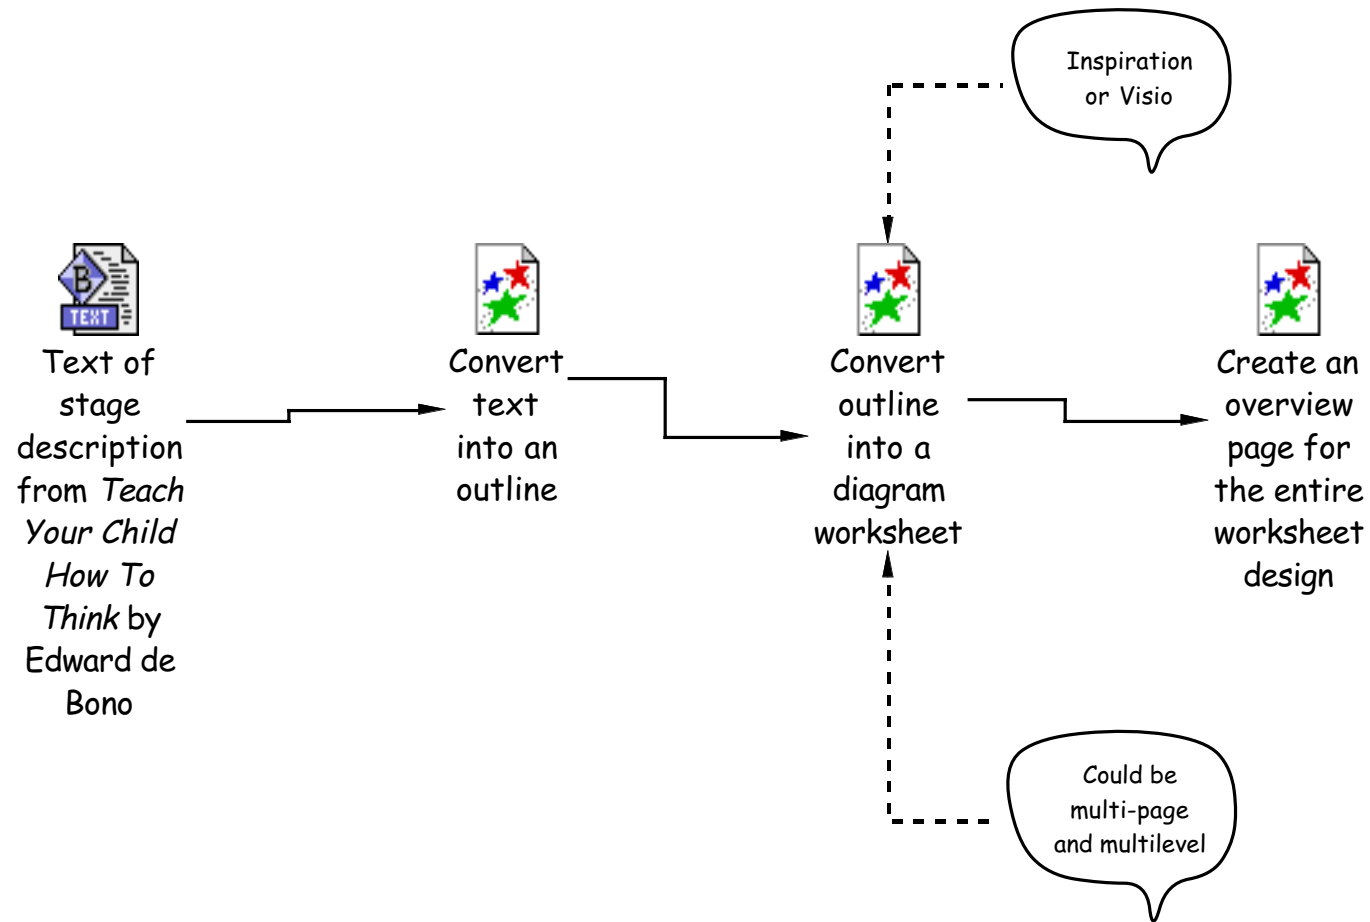 Inspiration
or Visio
B
TEXT
Text of
stage
description
from Teach
Your Child
How To
Think by
Edward de
Bono
Convert
text
into an
outline
Convert
outline
into a
diagram
worksheet
Create an
overview
page for
the entire
worksheet
design
Could be
multi-page
and multilevel